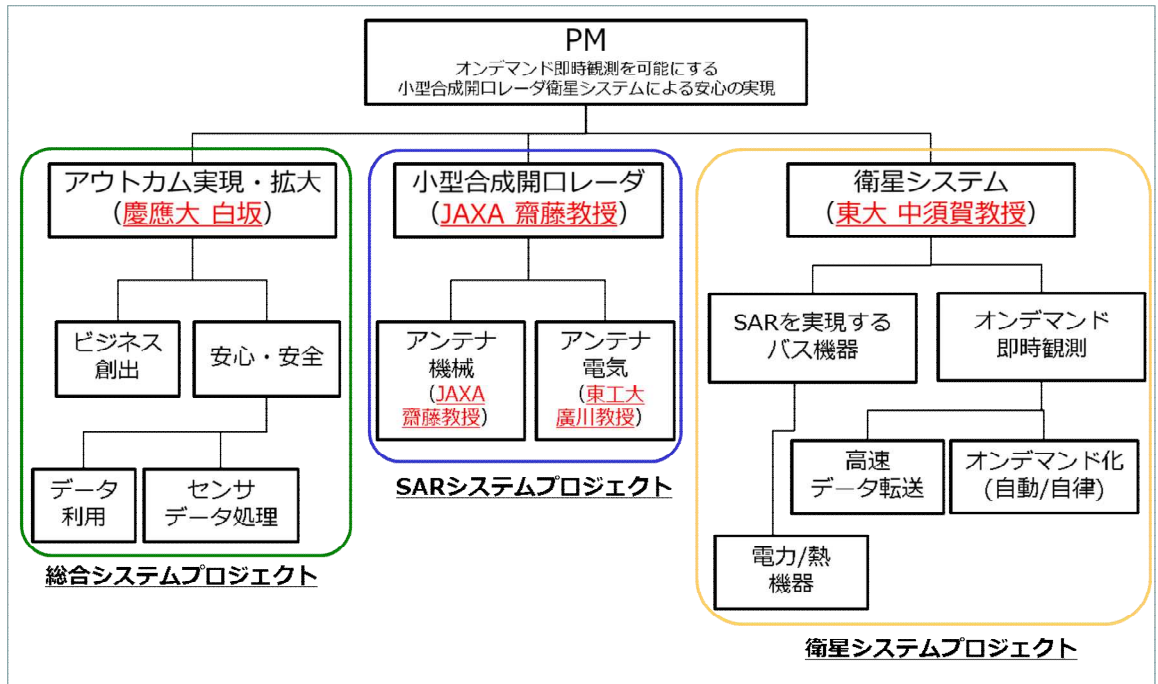 PM
オンデマンド即時観測を可能にする
小型合成開口レーダ衛星システムによる安心の実現
アウトカム実現・拡大
（慶應大 白坂）
ビジネス
創出
安心・安全
データ
利用
センサ
データ処理
総合システムプロジェクト
小型合成開口レーダ
（JAXA 齋藤教授）
アンテナ
機械
（JAXA
齋藤教授）
アンテナ
電気
（東工大
廣川教授）
SARシステムプロジェクト
衛星システム
（東大 中須賀教授）
SARを実現する
バス機器
オンデマンド
即時観測
高速
データ転送
オンデマンド化
(自動/自律)
電力/熱
機器
衛星システムプロジェクト